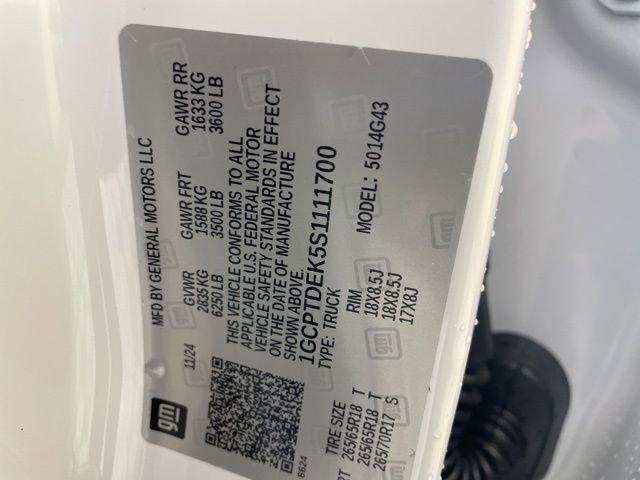 gm
MFD BY GENERAL MOTORS LLC
11/24
GVWR GAWR FRT GAWR RR
2835 KG 1588 KG 1633 KG
6250 LB 3500 LB 3600 LB
THIS VEHICLE CONFORMS TO ALL
APPLICABLE U.S. FEDERAL MOTOR
VEHICLE SAFETY STANDARDS IN EFFECT
ON THE DATE OF MANUFACTURE
SHOWN ABOVE.
8624
1GCPTDEK5S1111700
TYPE: TRUCK MODEL: 5014G43
TIRE SIZE RIM
265/65R18 T 18X8.5J
265/65R18 T 18X8.5J
265/70R17 S 17X8J